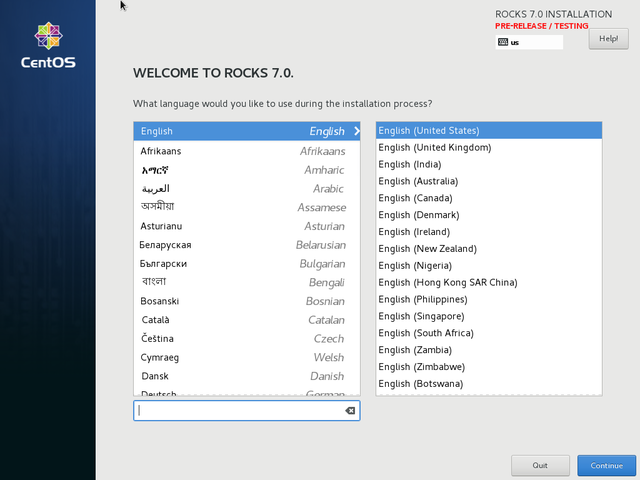 CentOS
ROCKS 7.0 INSTALLATION
PRE-RELEASE / TESTING
us
Help!
WELCOME TO ROCKS 7.0.
What language would you like to use during the installation process?
English English
Afrikaans Afrikaans
አማርኛ Amharic
العربية Arabic
অসমীয়া Assamese
Asturianu Asturian
Беларуская Belarusian
Български Bulgarian
বাংলা Bengali
Bosanski Bosnian
Català Catalan
Čeština Czech
Cymraeg Welsh
Dansk Danish
Deutsch German
English (United States)
English (United Kingdom)
English (India)
English (Australia)
English (Canada)
English (Denmark)
English (Ireland)
English (New Zealand)
English (Nigeria)
English (Hong Kong SAR China)
English (Philippines)
English (Singapore)
English (South Africa)
English (Zambia)
English (Zimbabwe)
English (Botswana)
Quit
Continue